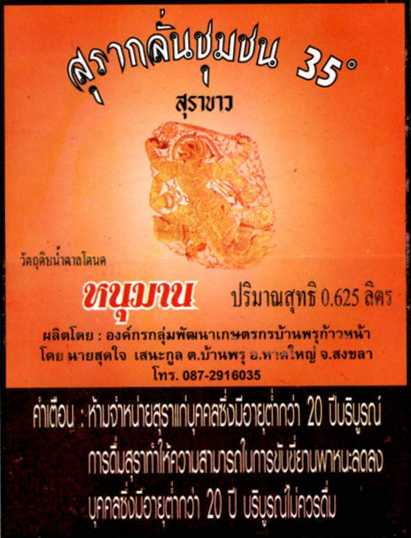 สุรากลั่นชุมชน 35°
สุราขาว
วัตถุดิบน้ำตาลโตนด
หนุมาน ปริมาณสุทธิ 0.625 ลิตร
ผลิตโดย : องค์กรกลุ่มพัฒนาเกษตรกรบ้านพรุก้าวหน้า
โดย นายสุดใจ เสนะกูล ต.บ้านพรุ อ.หาดใหญ่ จ.สงขลา
โทร. 087-2916035
คำเตือน : ห้ามจำหน่ายสุราแก่บุคคลซึ่งมีอายุต่ำกว่า 20 ปีบริบูรณ์
การดื่มสุราทำให้ความสามารถในการขับขี่ยานพาหนะลดลง
บุคคลซึ่งมีอายุต่ำกว่า 20 ปี บริบูรณ์ไม่ควรดื่ม